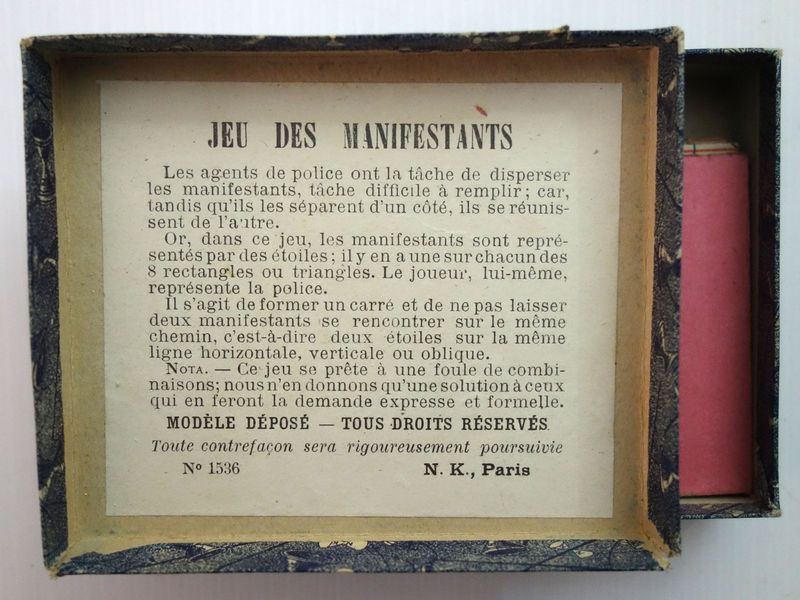 JEU DES MANIFESTANTS
Les agents de police ont la tâche de disperser
les manifestants, tâche difficile à remplir; car,
tandis qu'ils les séparent d'un côté, ils se réunis-
sent de l'autre.
Or, dans ce jeu, les manifestants sont repré-
sentés par des étoiles; il y en a une sur chacun des
8 rectangles ou triangles. Le joueur, lui-même,
représente la police.
Il s'agit de former un carré et de ne pas laisser
deux manifestants se rencontrer sur le même
chemin, c'est-à-dire deux étoiles sur la même
ligne horizontale, verticale ou oblique.
NOTA. — Ce jeu se prête à une foule de combi-
naisons; nous n'en donnons qu'une solution à ceux
qui en feront la demande expresse et formelle.
MODÈLE DÉPOSÉ — TOUS DROITS RÉSERVÉS
Toute contrefaçon sera rigoureusement poursuivie
Nº 1536 N. K., Paris